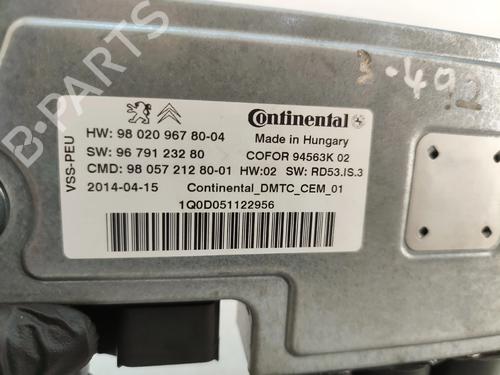 B-PARTS
3-492
Continental
HW: 98 020 967 80-04
Made in Hungary
SW: 96 791 232 80
COFOR 94563K 02
CMD: 98 057 212 80-01
HW:02
SW: RD53.IS.3
2014-04-15
Continental_DMTC_CEM_01
1Q0D051122956
VSS-PEU